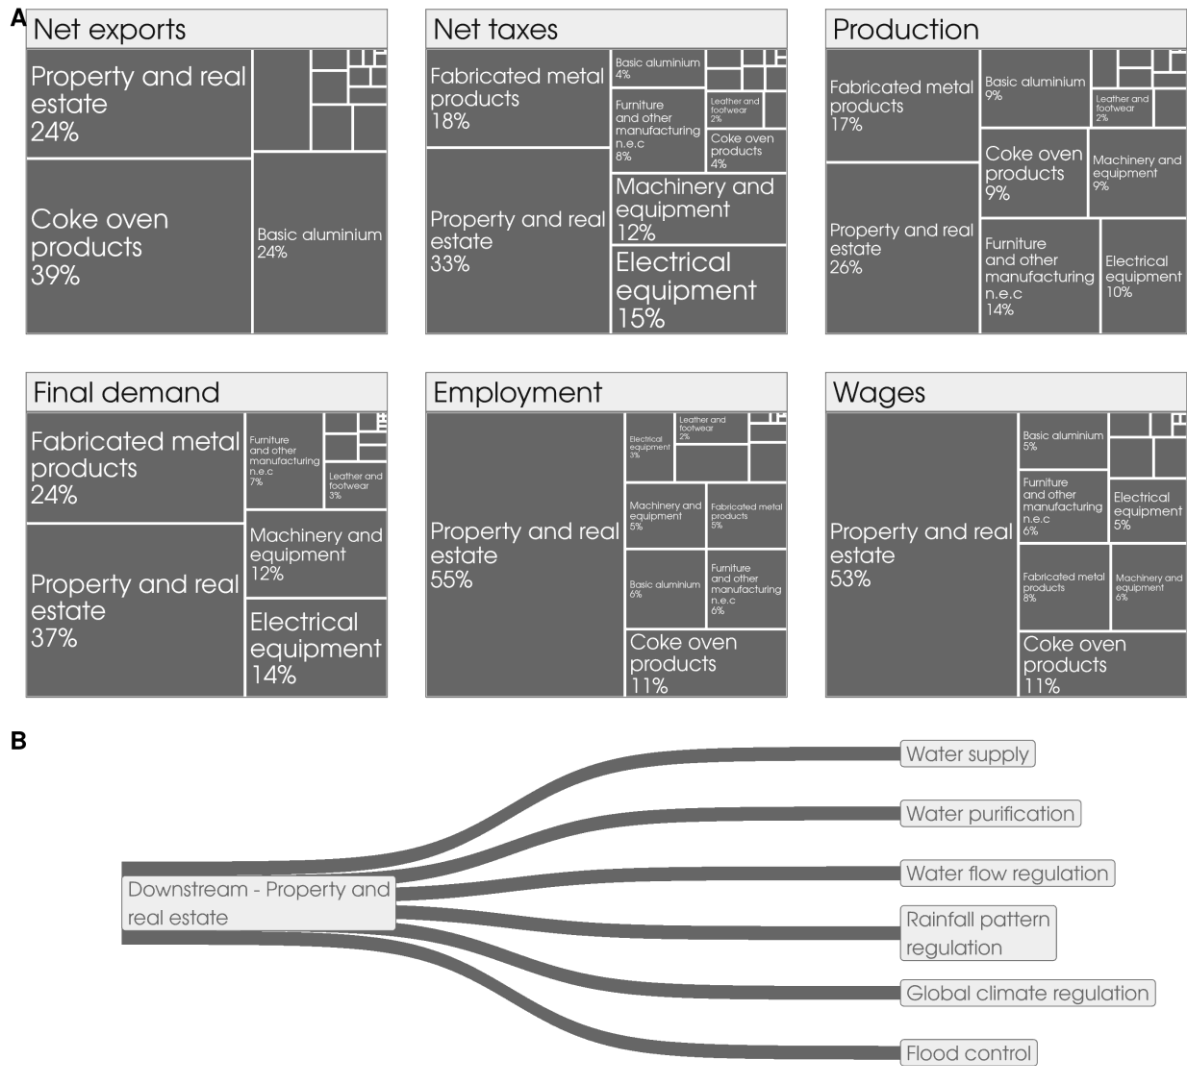 A
Net exports
Property and real
estate
24%
Coke oven
products
39%
Basic aluminium
24%
Net taxes
Fabricated metal
products
18%
Property and real
estate
33%
Basic aluminium
4%
Furniture
and other
manufacturing
n.e.c
8%
Leather and
footwear
2%
Coke oven
products
4%
Machinery and
equipment
12%
Electrical
equipment
15%
Production
Fabricated metal
products
17%
Property and real
estate
26%
Basic aluminium
9%
Leather and
footwear
2%
Coke oven
products
9%
Machinery and
equipment
9%
Furniture
and other
manufacturing
n.e.c
14%
Electrical
equipment
10%
Final demand
Fabricated metal
products
24%
Property and real
estate
37%
Furniture
and other
manufacturing
n.e.c
7%
Leather and
footwear
3%
Machinery and
equipment
12%
Electrical
equipment
14%
Employment
Property and real
estate
55%
Electrical
equipment
3%
Leather and
footwear
2%
Machinery and
equipment
5%
Fabricated metal
products
5%
Basic aluminium
6%
Furniture
and other
manufacturing
n.e.c
6%
Coke oven
products
11%
Wages
Property and real
estate
53%
Basic aluminium
5%
Furniture
and other
manufacturing
n.e.c
6%
Electrical
equipment
5%
Fabricated metal
products
8%
Machinery and
equipment
6%
Coke oven
products
11%
B
Downstream - Property and
real estate
Water supply
Water purification
Water flow regulation
Rainfall pattern
regulation
Global climate regulation
Flood control